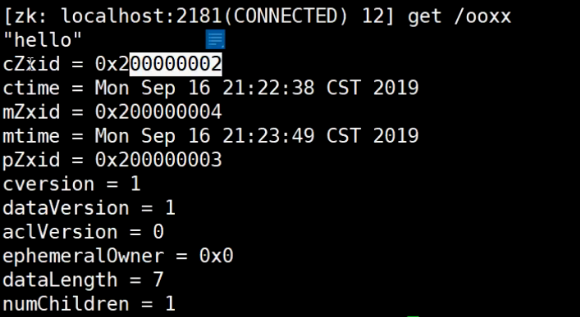 [zk: localhost:2181(CONNECTED) 12] get /ooxx
"hello"
cZxid = 0x200000002
ctime = Mon Sep 16 21:22:38 CST 2019
mZxid = 0x200000004
mtime = Mon Sep 16 21:23:49 CST 2019
pZxid = 0x200000003
cversion = 1
dataVersion = 1
aclVersion = 0
ephemeralOwner = 0x0
dataLength = 7
numChildren = 1